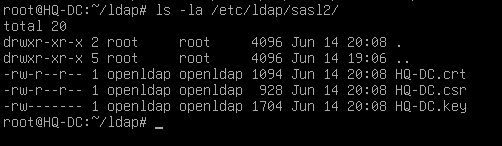 root@HQ-DC:~/ldap# ls -la /etc/ldap/sasl2/
total 20
drwxr-xr-x 2 root     root     4096 Jun 14 20:08 .
drwxr-xr-x 5 root     root     4096 Jun 14 19:06 ..
-rw-r--r-- 1 openldap openldap 1094 Jun 14 20:08 HQ-DC.crt
-rw-r--r-- 1 openldap openldap  928 Jun 14 20:08 HQ-DC.csr
-rw------- 1 openldap openldap 1704 Jun 14 20:08 HQ-DC.key
root@HQ-DC:~/ldap# _